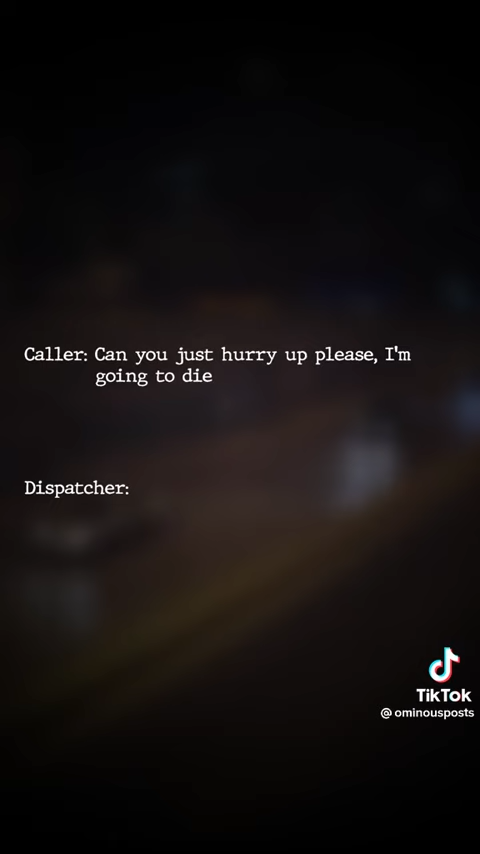 Caller: Can you just hurry up please, I'm
going to die
Dispatcher:
TikTok
@ ominousposts